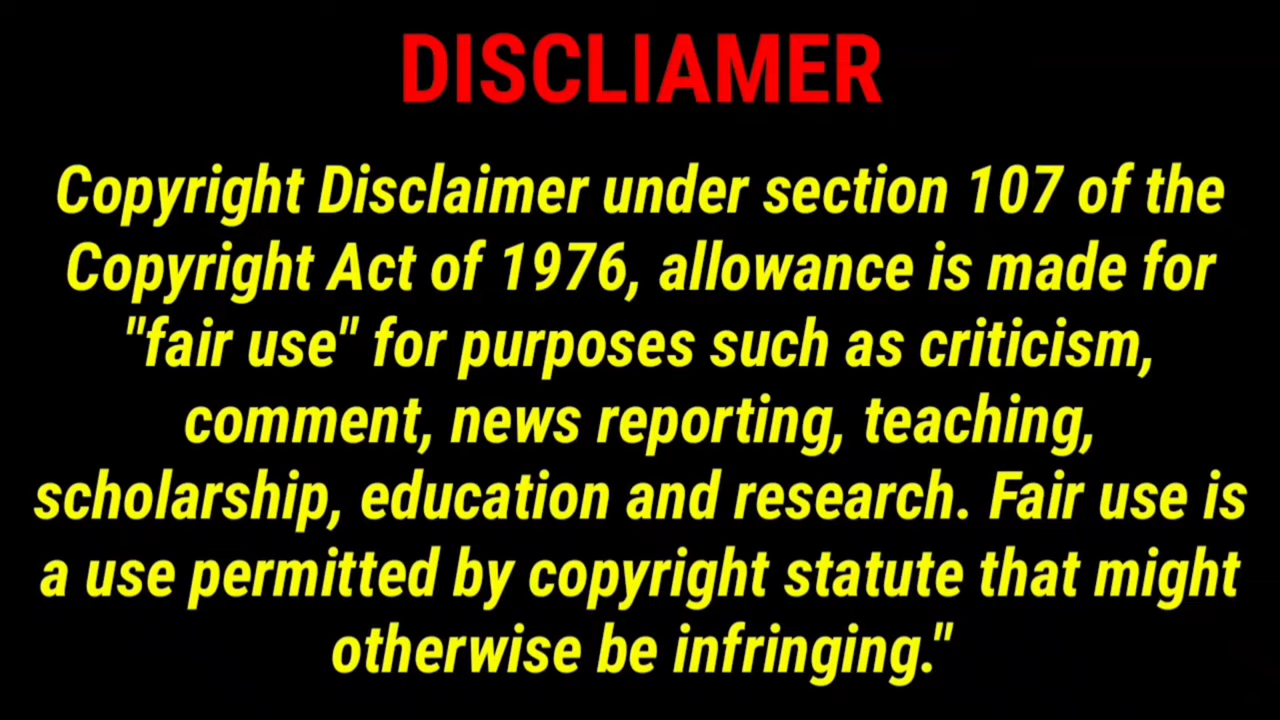 DISCLIAMER
Copyright Disclaimer under section 107 of the
Copyright Act of 1976, allowance is made for
"fair use" for purposes such as criticism,
comment, news reporting, teaching,
scholarship, education and research. Fair use is
a use permitted by copyright statute that might
otherwise be infringing."